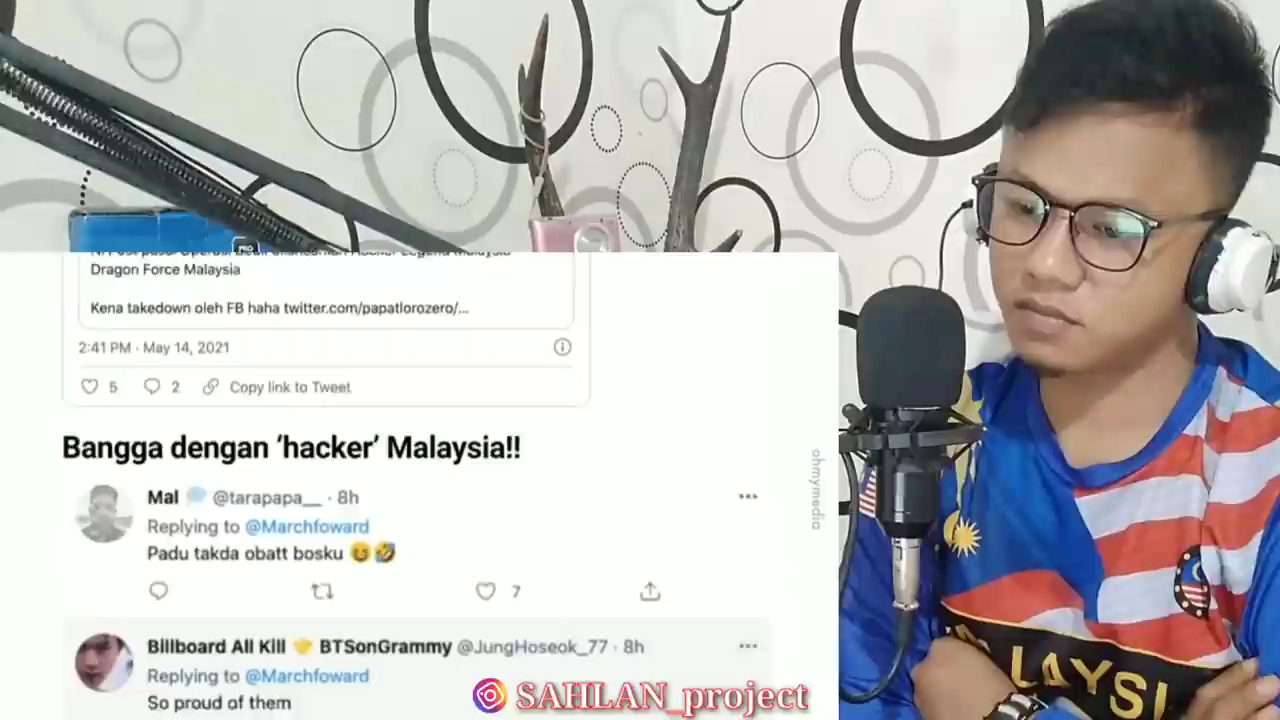 Dragon Force Malaysia
Kena takedown oleh FB haha twitter.com/papatlorozero/...
2:41 PM · May 14, 2021
5 2 Copy link to Tweet
Bangga dengan 'hacker' Malaysia!!
Mal @tarapapa__ · 8h
Replying to @Marchfoward
Padu takda obatt bosku 😆🤣
7
Billboard All Kill 💛 BTSonGrammy @JungHoseok_77 · 8h
Replying to @Marchfoward
So proud of them
ohmymedia
PRO
SAHLAN_project